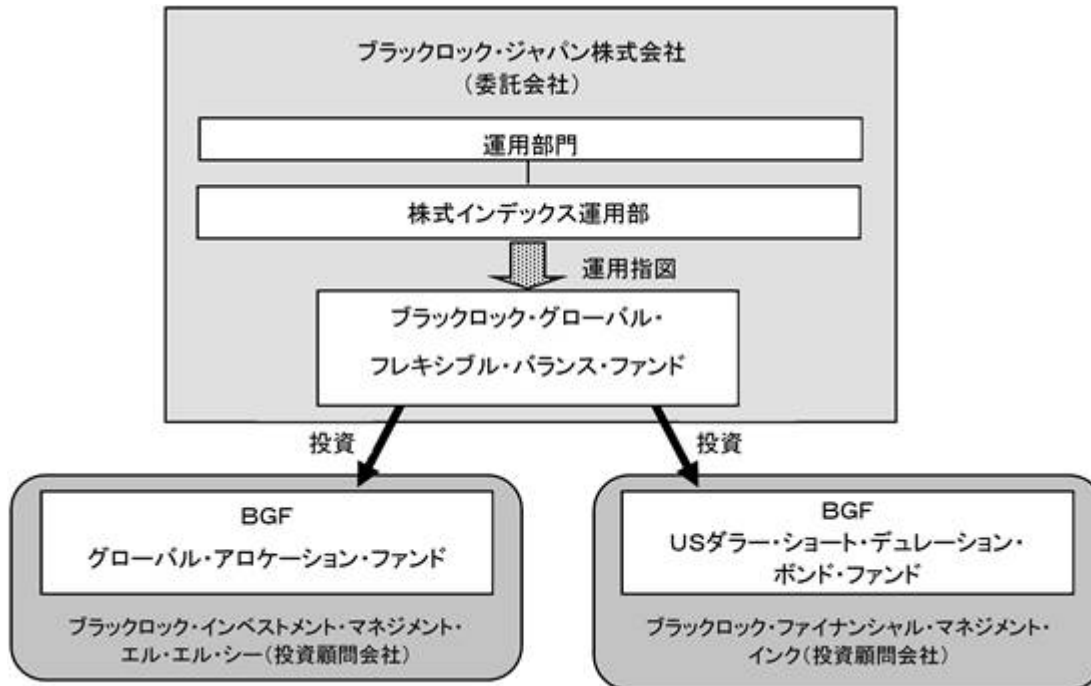 ブラックロック・ジャパン株式会社
（委託会社）
運用部門
株式インデックス運用部
運用指図
ブラックロック・グローバル・
フレキシブル・バランス・ファンド
投資
投資
ＢＧＦ
グローバル・アロケーション・ファンド
ブラックロック・インベストメント・マネジメント・
エル・エル・シー（投資顧問会社）
ＢＧＦ
ＵＳダラー・ショート・デュレーション・
ボンド・ファンド
ブラックロック・ファイナンシャル・マネジメント・
インク（投資顧問会社）